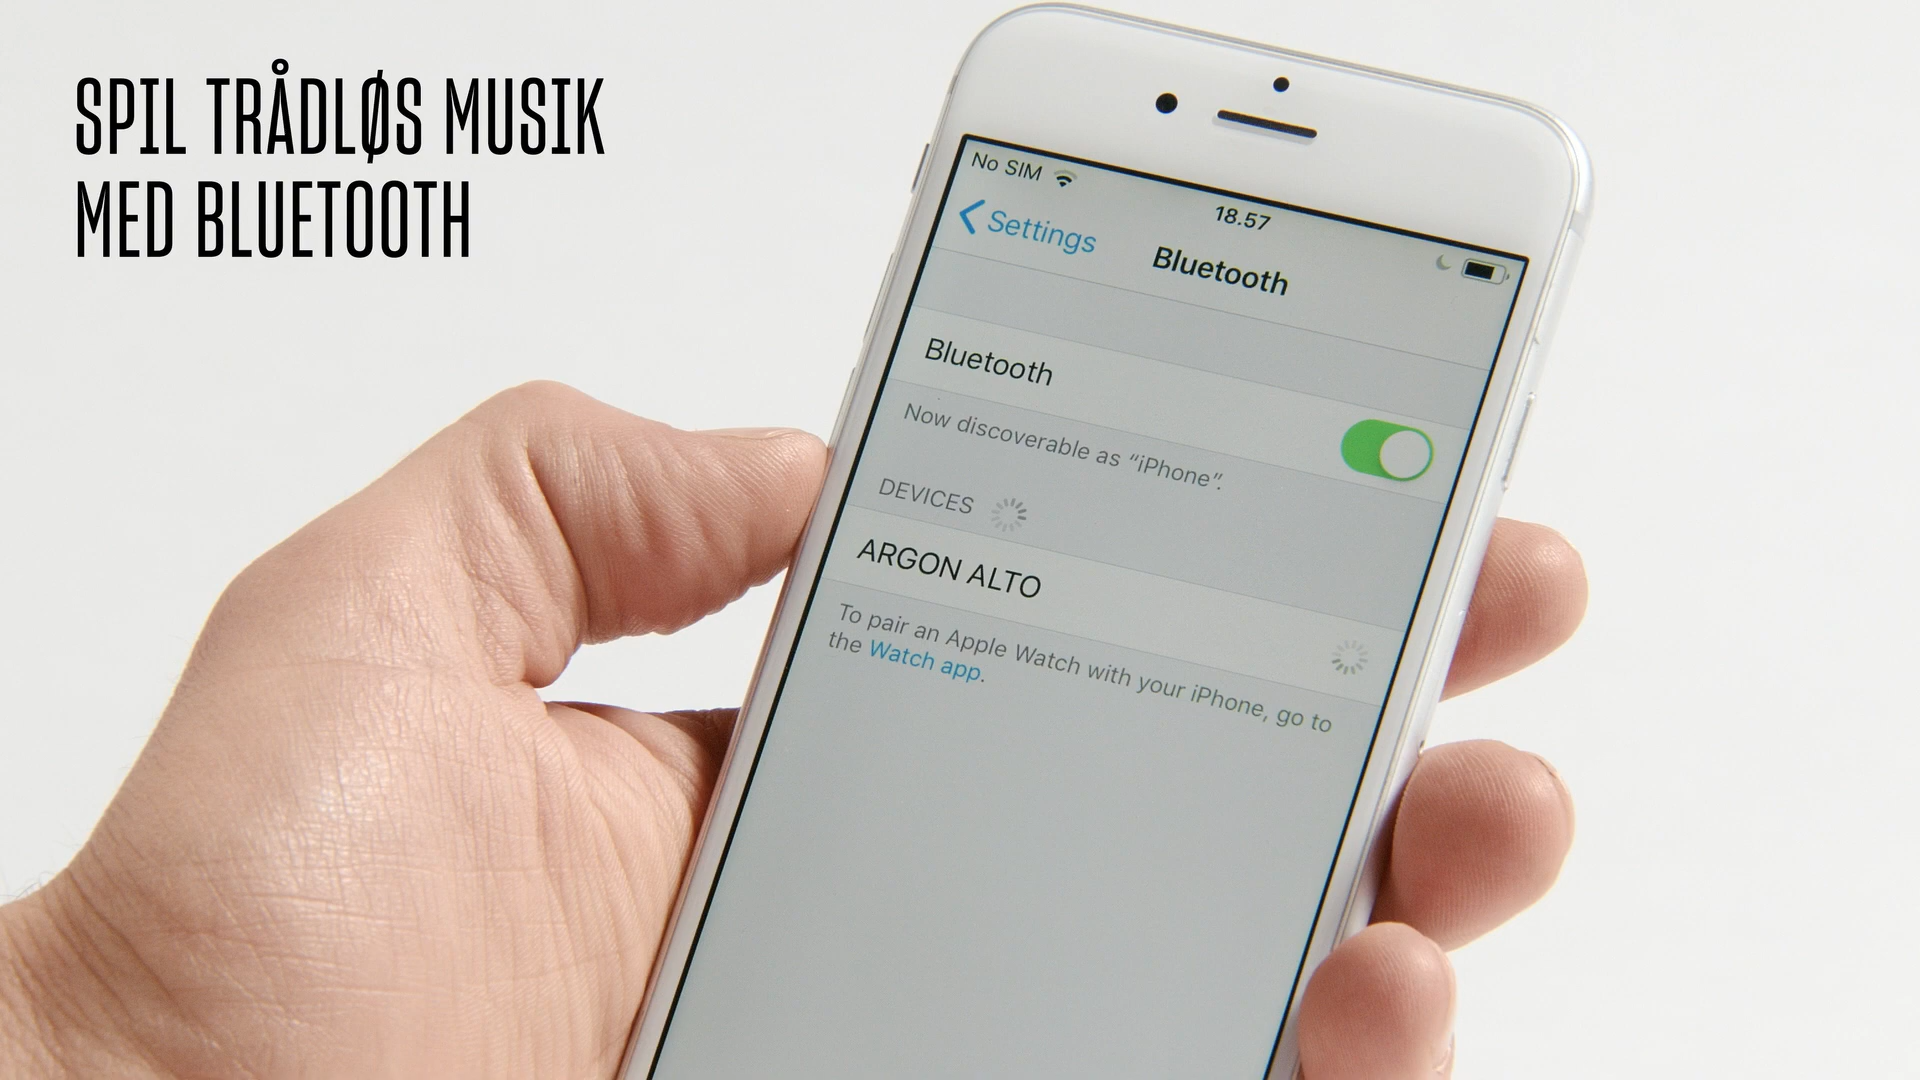 SPIL TRÅDLØS MUSIK
MED BLUETOOTH
No SIM
18.57
Settings
Bluetooth
Bluetooth
Now discoverable as “iPhone”.
DEVICES
ARGON ALTO
To pair an Apple Watch with your iPhone, go to
the Watch app.